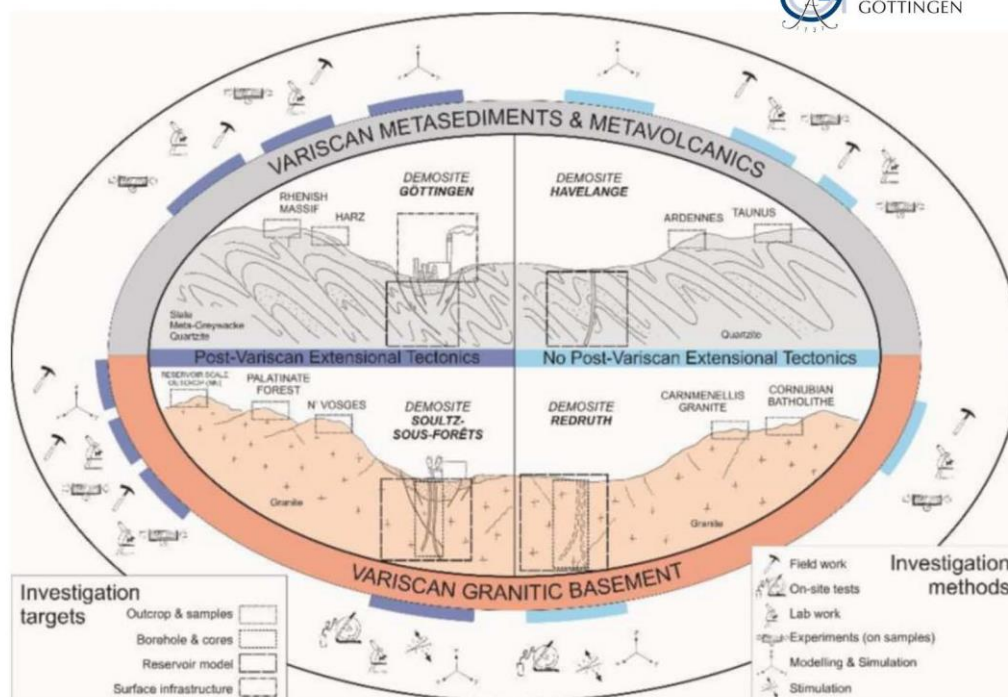 GÖTTINGEN
VARISCAN METASEDIMENTS & METAVOLCANICS
DEMOSITE
GÖTTINGEN
DEMOSITE
HAVELANGE
RHENISH
MASSIF
HARZ
ARDENNES
TAUNUS
Slate
Meta-Greywacke
Quartzite
Quartzite
Post-Variscan Extensional Tectonics
No Post-Variscan Extensional Tectonics
RESERVOIR SCALE
PALATINATE
FOREST
N' VOSGES
DEMOSITE
SOULTZ-
SOUS-FORÊTS
DEMOSITE
REDRUTH
CARNMENELLIS
GRANITE
CORNUBIAN
BATHOLITHE
Granite
Granite
VARISCAN GRANITIC BASEMENT
Investigation
targets
Outcrop & samples
Borehole & cores
Reservoir model
Surface infrastructure
Investigation
methods
Field work
On-site tests
Lab work
Experiments (on samples)
Modelling & Simulation
Stimulation